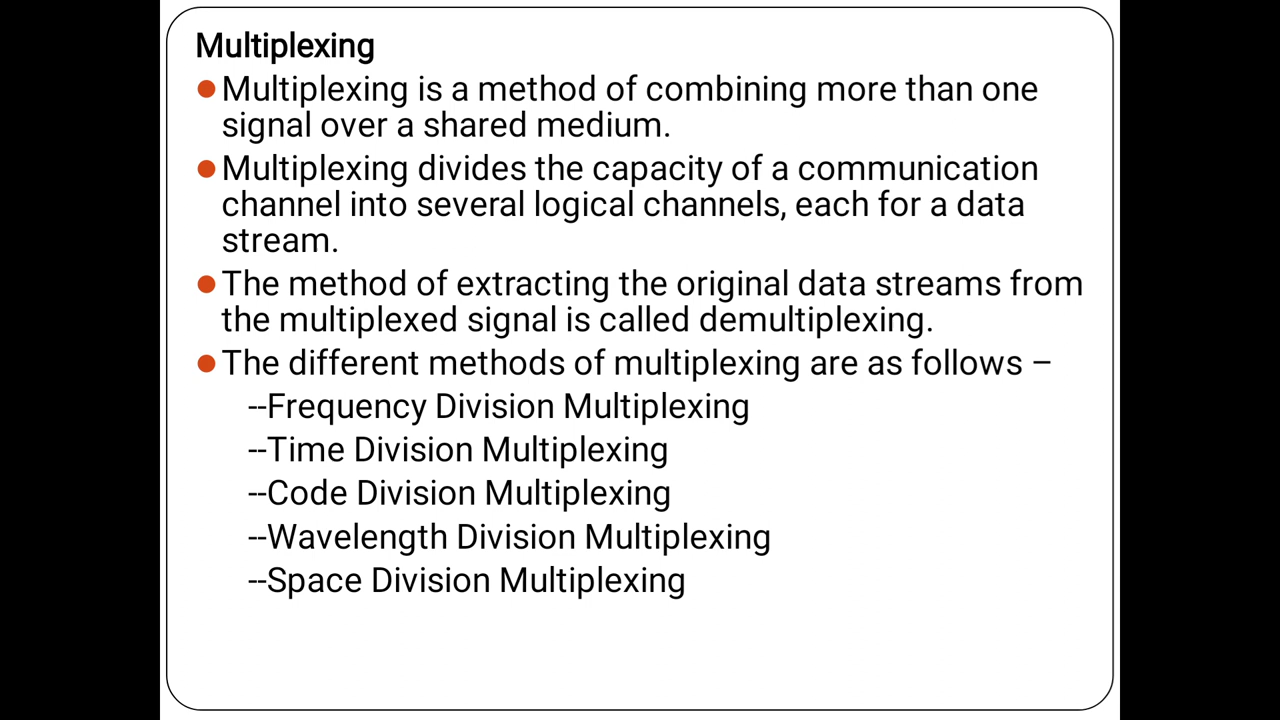 Multiplexing
Multiplexing is a method of combining more than one
signal over a shared medium.
Multiplexing divides the capacity of a communication
channel into several logical channels, each for a data
stream.
The method of extracting the original data streams from
the multiplexed signal is called demultiplexing.
The different methods of multiplexing are as follows –
--Frequency Division Multiplexing
--Time Division Multiplexing
--Code Division Multiplexing
--Wavelength Division Multiplexing
--Space Division Multiplexing